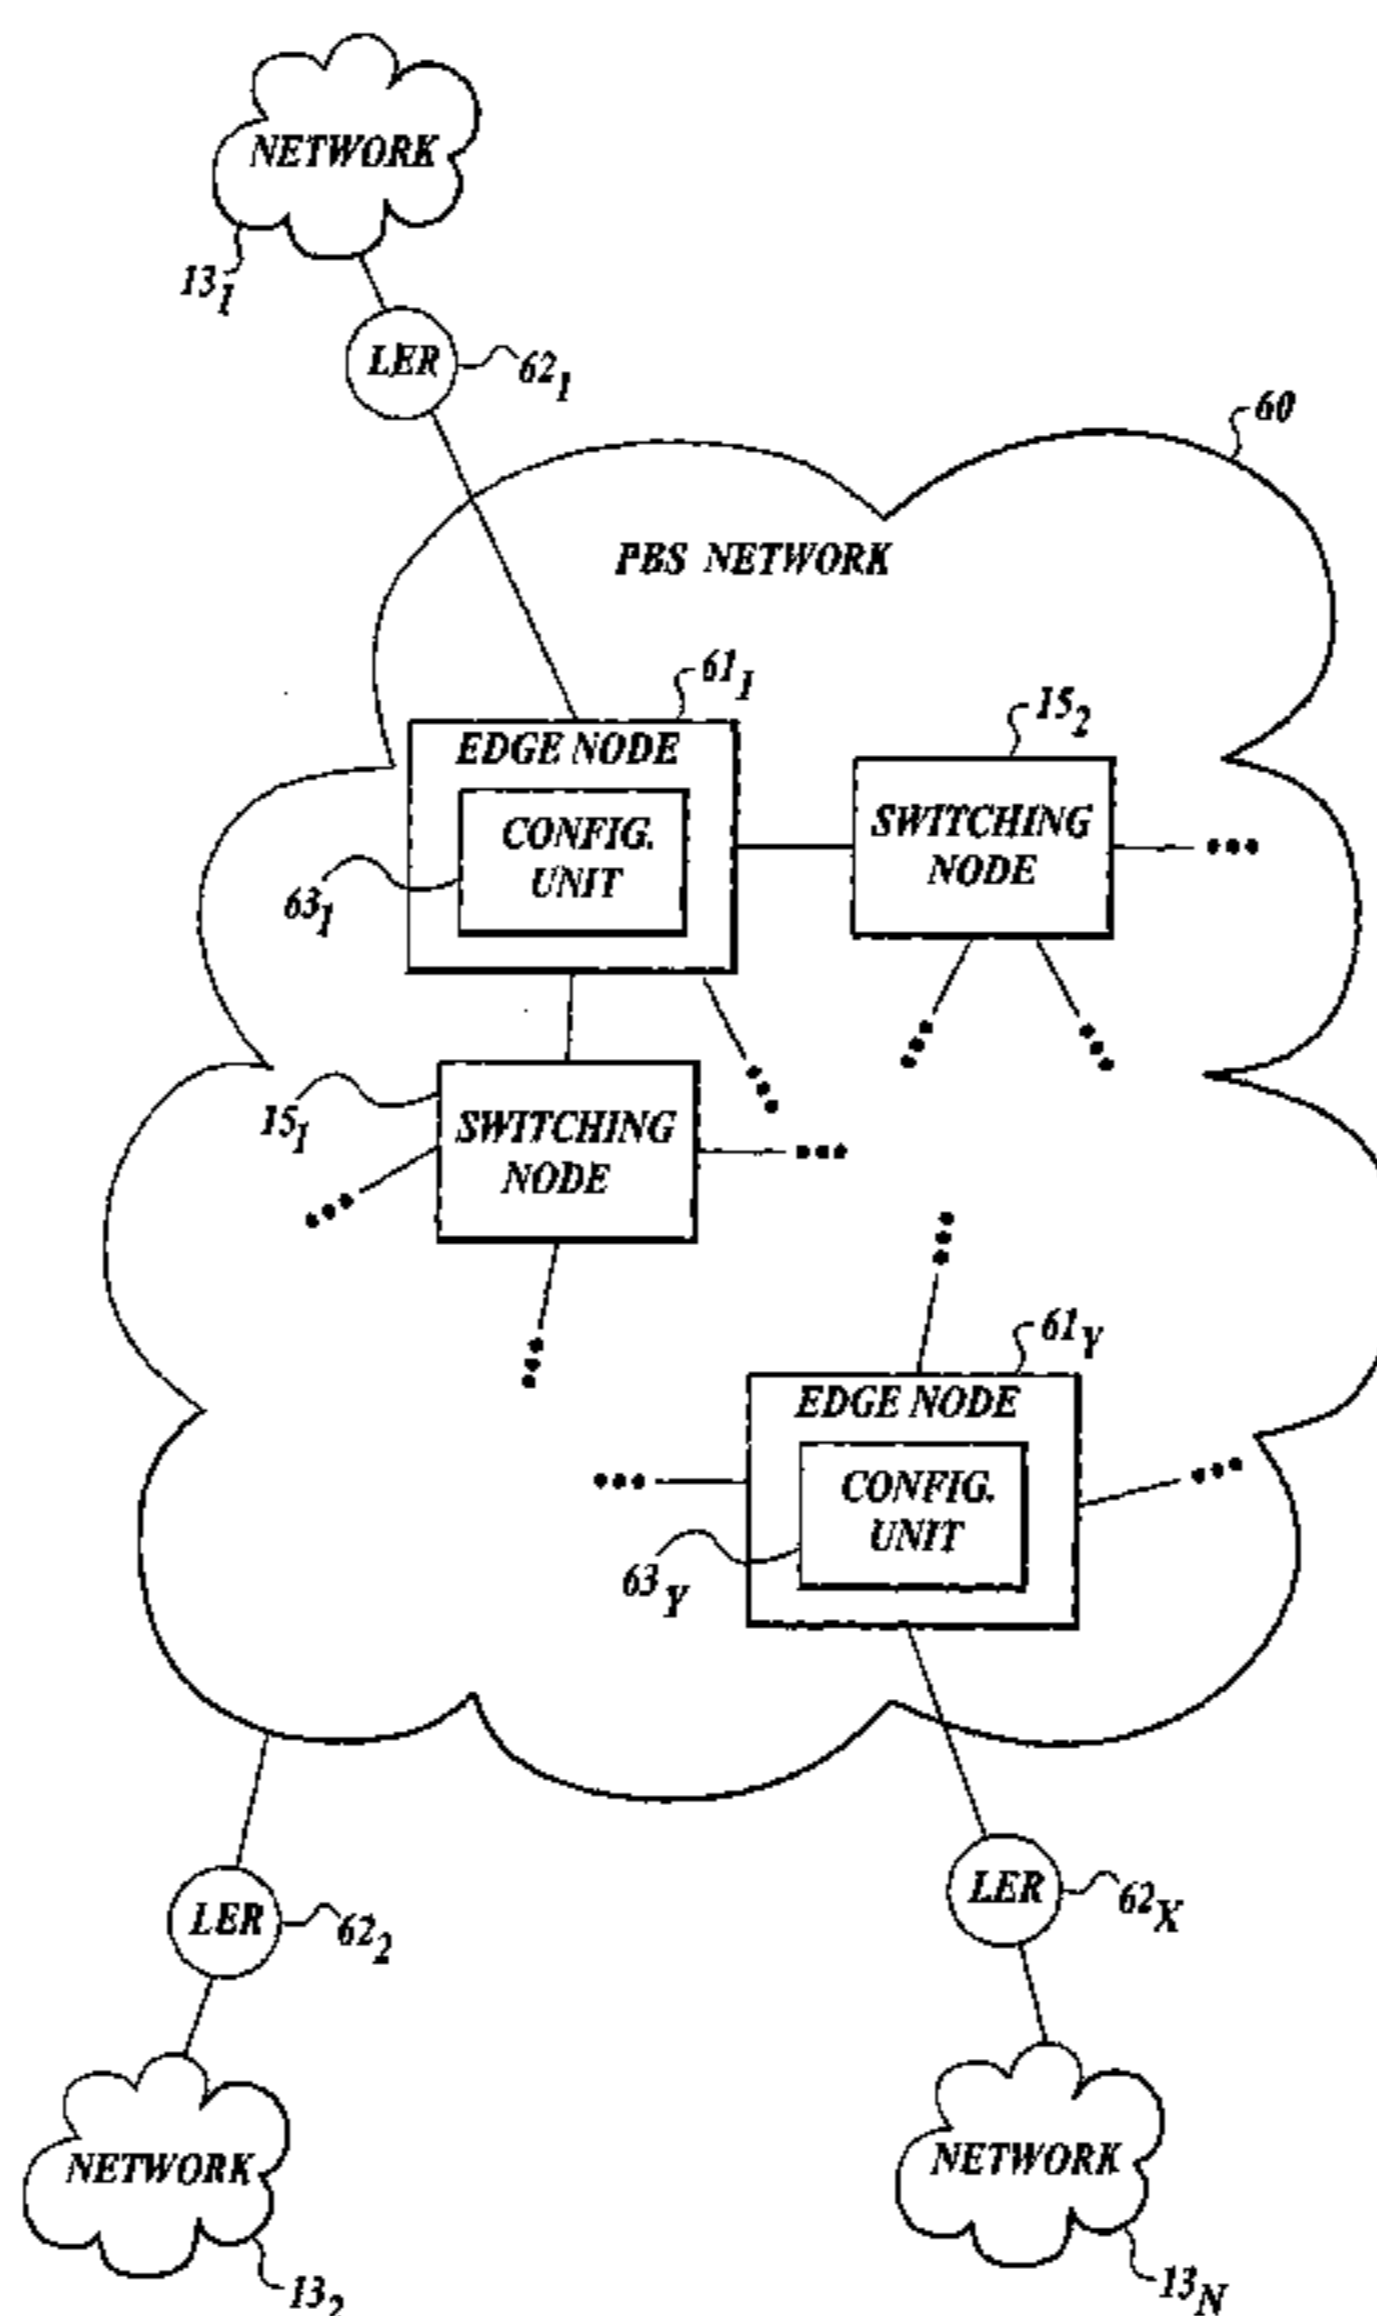 NETWORK
13₁
LER
62₁
60
PBS NETWORK
61₁
EDGE NODE
CONFIG.
UNIT
63₁
15₂
SWITCHING
NODE
15₁
SWITCHING
NODE
61Y
EDGE NODE
CONFIG.
UNIT
63Y
LER
62₂
LER
62X
NETWORK
13₂
NETWORK
13N